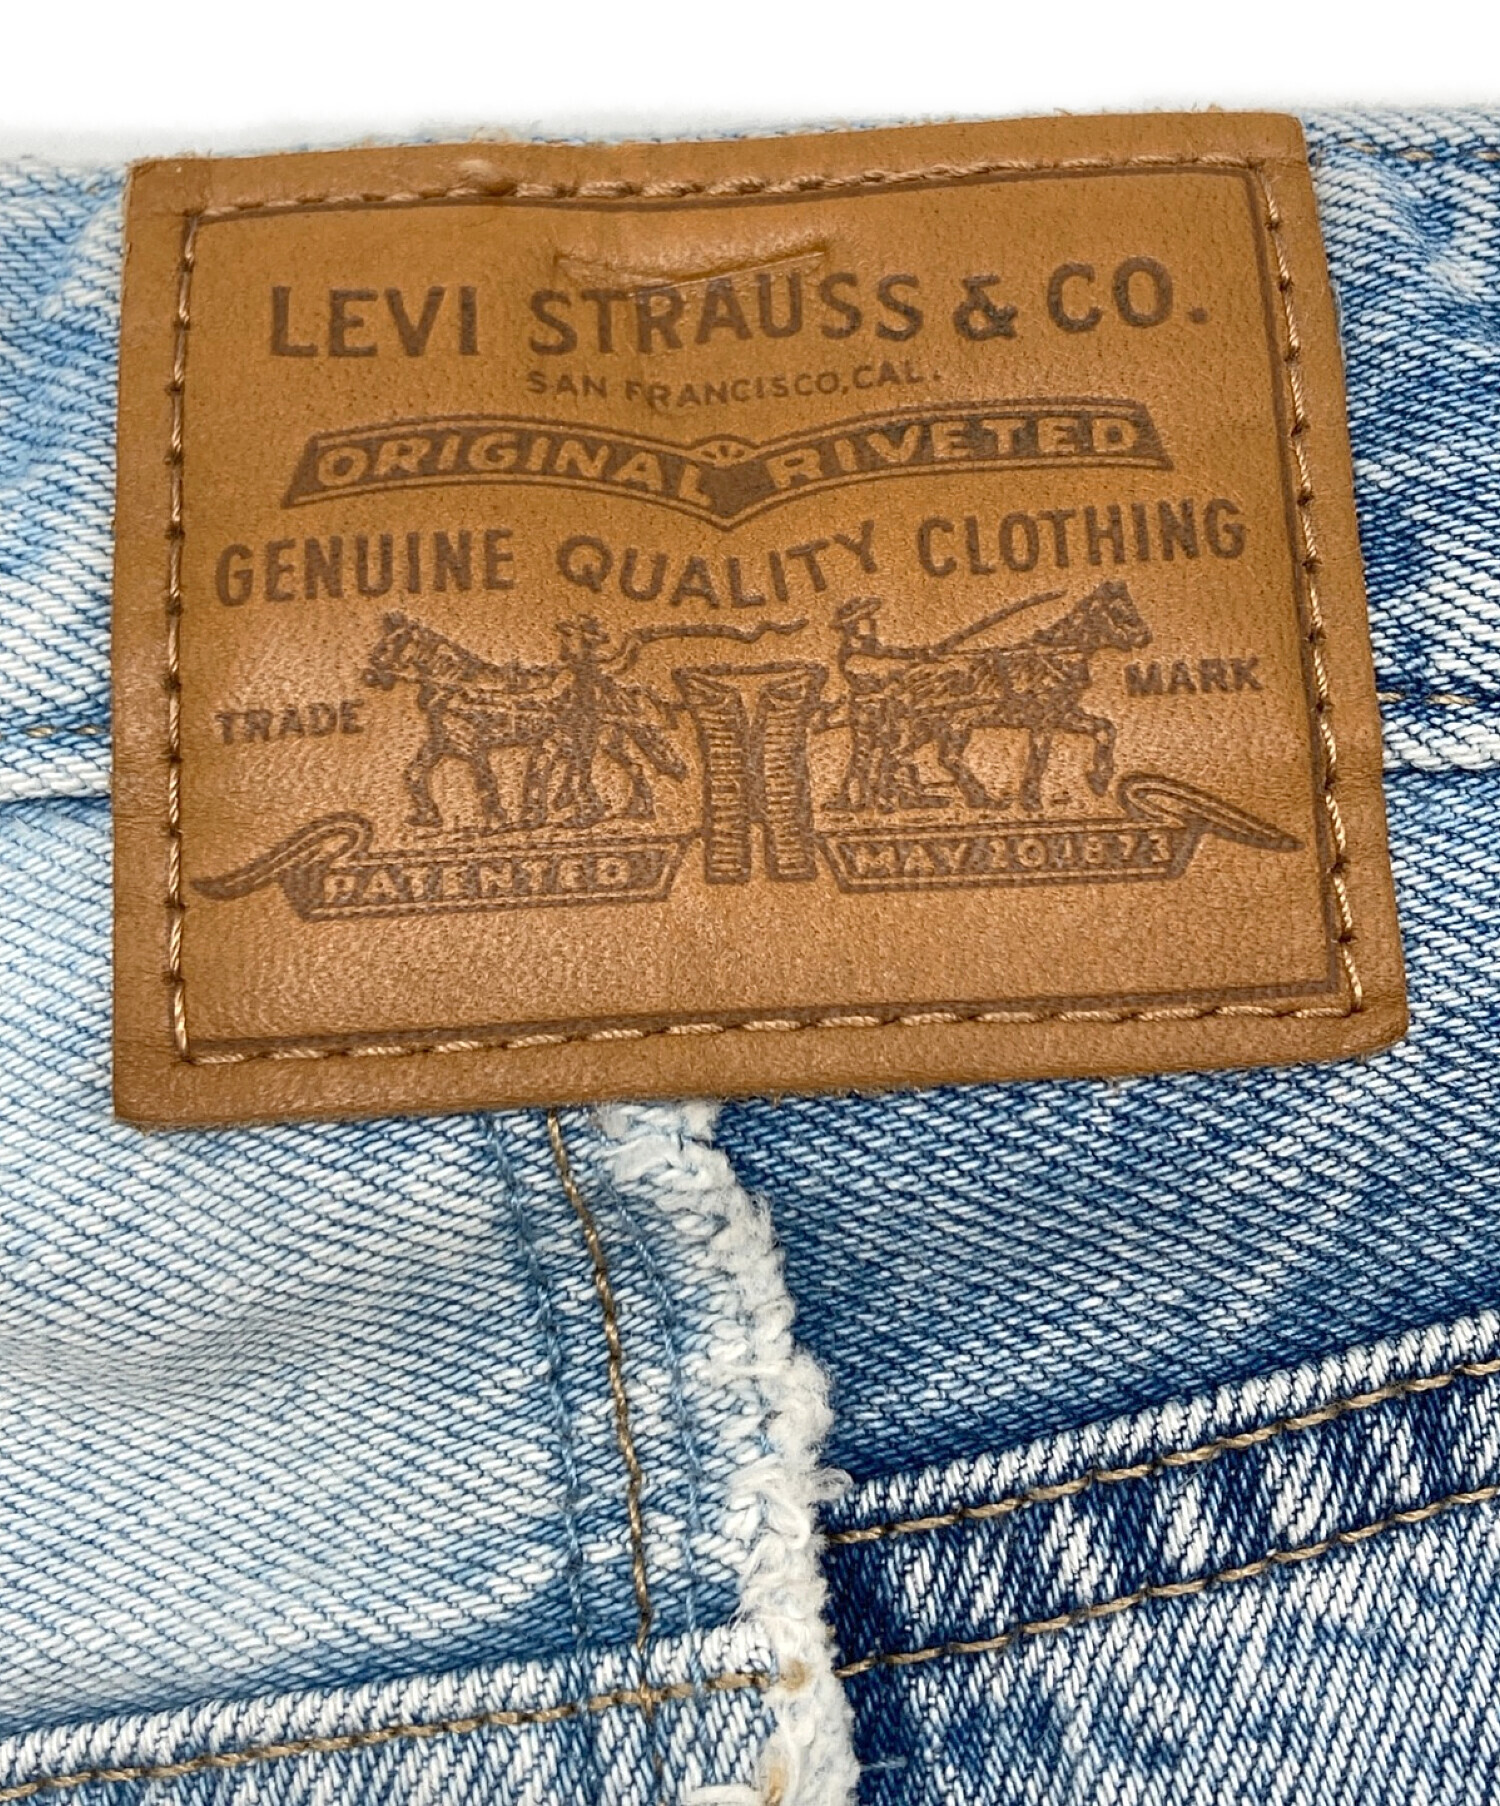 LEVI STRAUSS & CO.
SAN FRANCISCO, CAL.
ORIGINAL RIVETED
GENUINE QUALITY CLOTHING
TRADE MARK
PATENTED MAY 20 1873